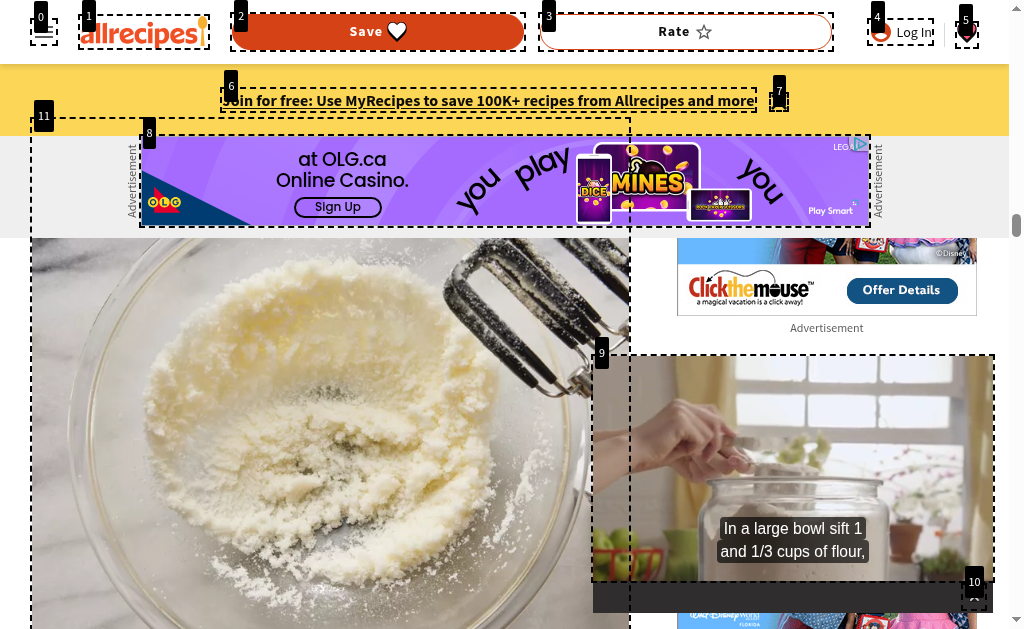 0
1
2
3
4
5
allrecipes
Save
Rate
Log In
6
7
Join for free: Use MyRecipes to save 100K+ recipes from Allrecipes and more
11
8
Advertisement
at OLG.ca
Online Casino.
Sign Up
OLG
you play
DICE
MINES
you
Play Smart
Advertisement
©Disney
Clickthemouse™
a magical vacation is a click away!
Offer Details
Advertisement
9
In a large bowl sift 1
and 1/3 cups of flour,
10
Walt Disney World
FLORIDA